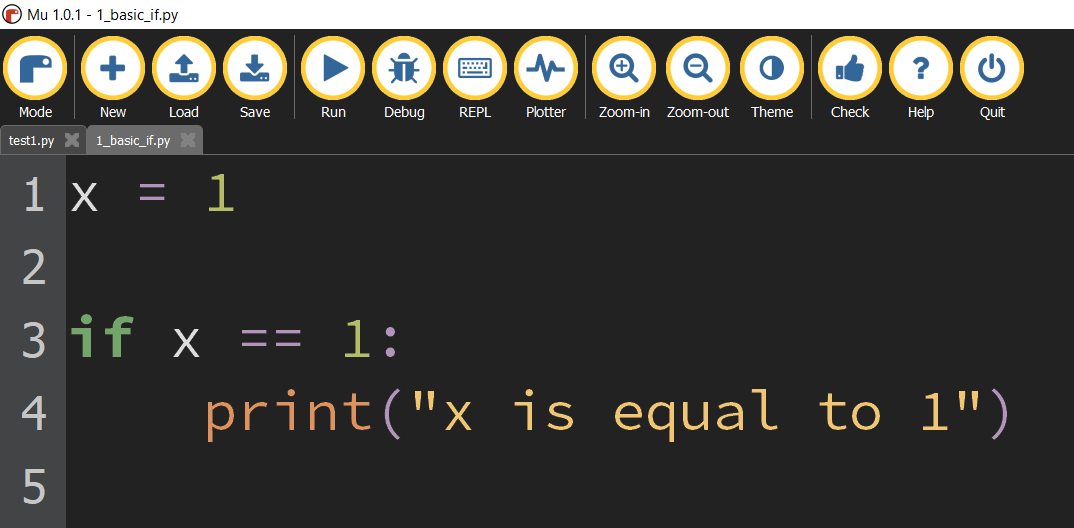 Mu 1.0.1 - 1_basic_if.py
Mode New Load Save Run Debug REPL Plotter Zoom-in Zoom-out Theme Check Help Quit
test1.py 1_basic_if.py
1 x = 1
2
3 if x == 1:
4     print("x is equal to 1")
5